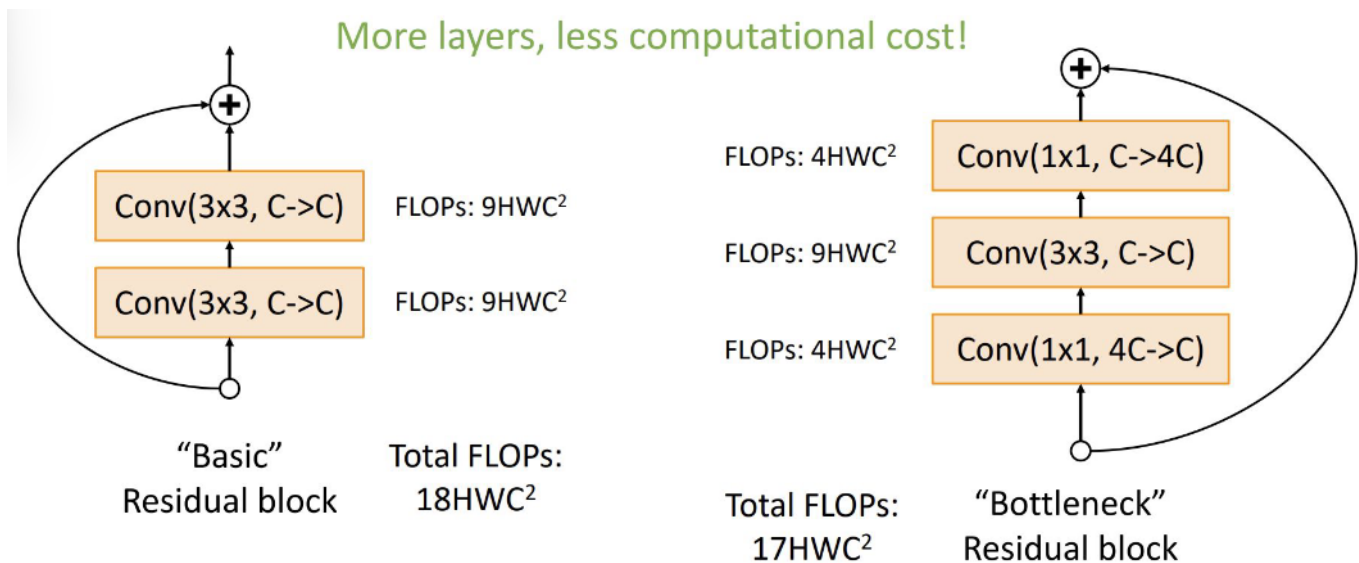 More layers, less computational cost!
Conv(3x3, C->C)
FLOPs: 9HWC²
Conv(3x3, C->C)
FLOPs: 9HWC²
"Basic"
Residual block
Total FLOPs:
18HWC²
FLOPs: 4HWC²
Conv(1x1, C->4C)
FLOPs: 9HWC²
Conv(3x3, C->C)
FLOPs: 4HWC²
Conv(1x1, 4C->C)
Total FLOPs:
17HWC²
“Bottleneck”
Residual block